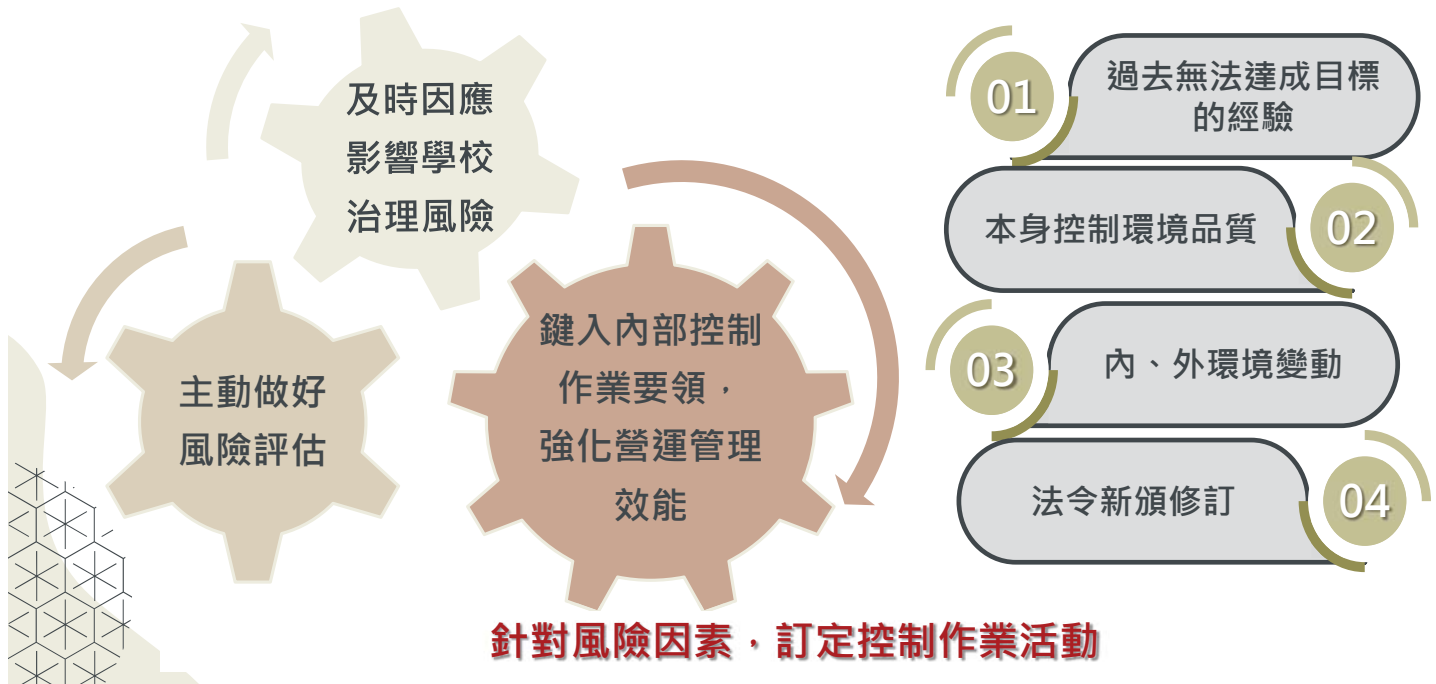 及時因應
影響學校
治理風險
主動做好
風險評估
鍵入內部控制
作業要領，
強化營運管理
效能
01
過去無法達成目標
的經驗
本身控制環境品質
02
03
內、外環境變動
法令新頒修訂
04
針對風險因素，訂定控制作業活動